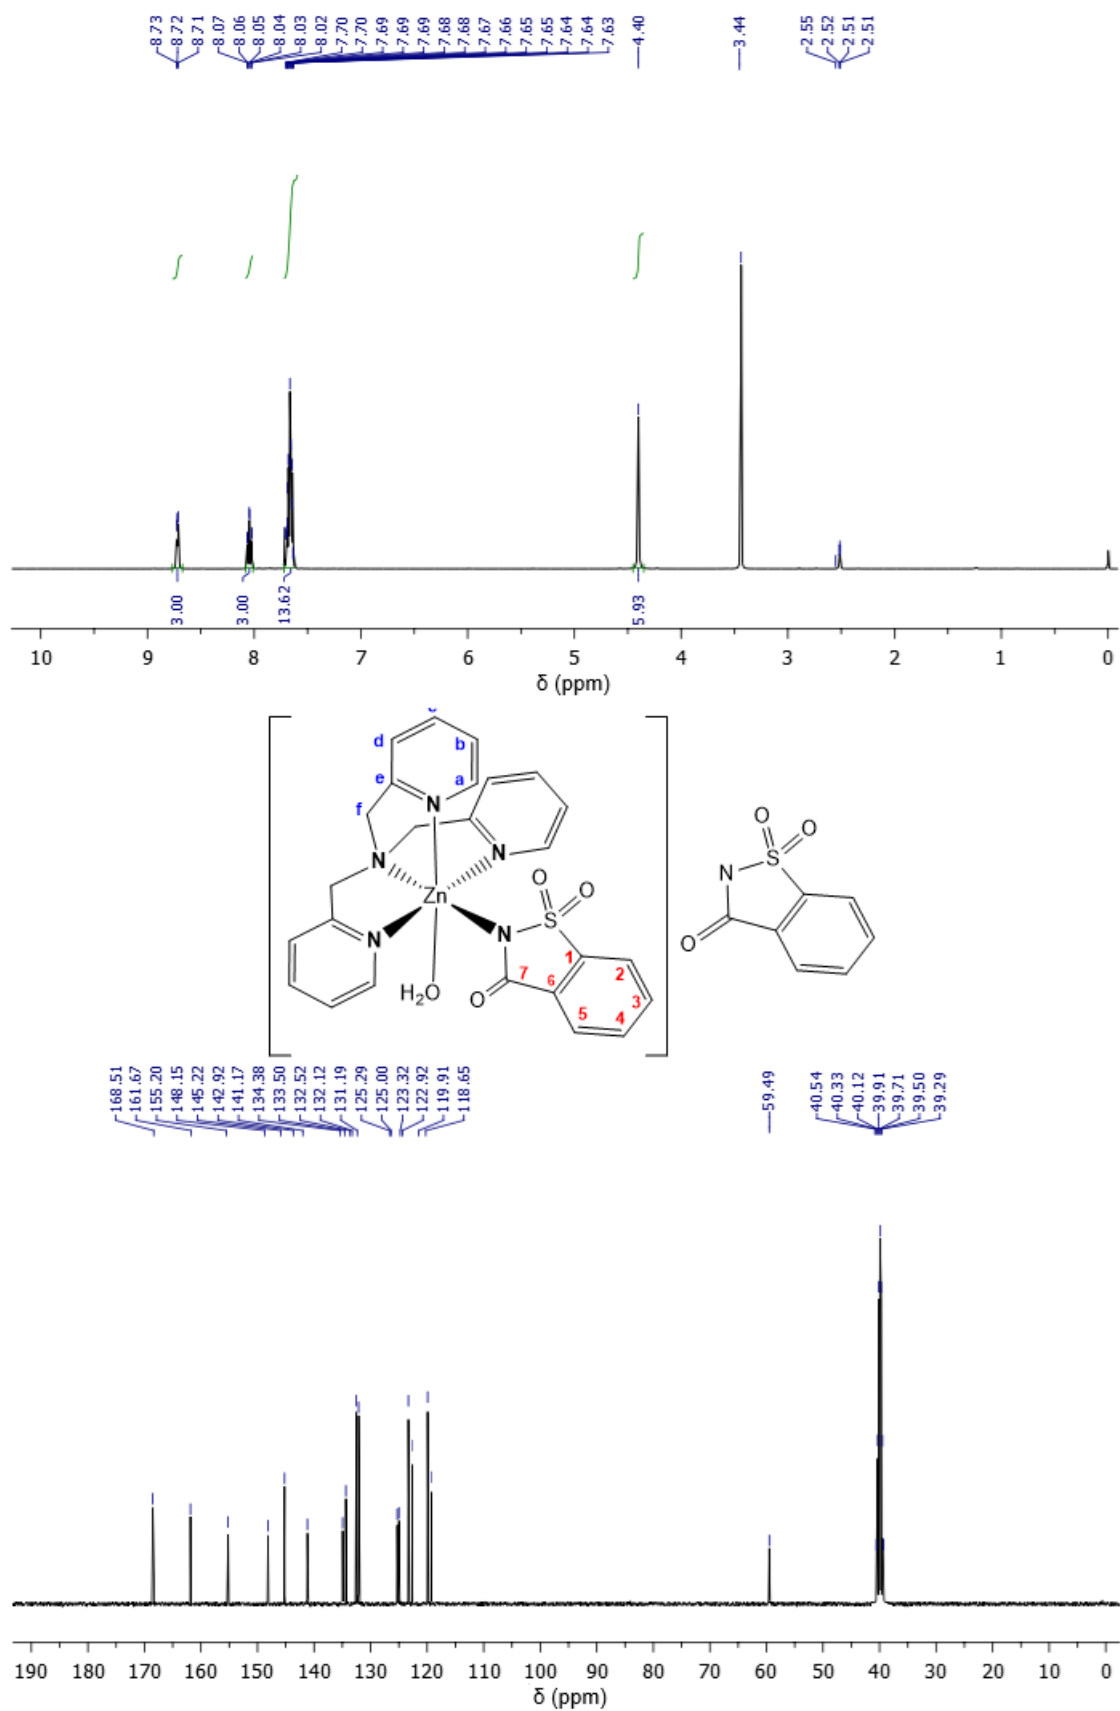 8.73 8.72 8.71 8.07 8.06 8.05 8.04 8.03 8.02 7.70 7.70 7.69 7.69 7.69 7.68 7.68 7.67 7.66 7.65 7.65 7.64 7.64 7.63 4.40 3.44 2.55 2.52 2.51 2.51
3.00 3.00 13.62 5.93
10 9 8 7 6 5 4 3 2 1 0
δ (ppm)
d b
e a
f N
N N
Zn
N
H₂O
N S O O
O
1 2 3 4 5 6 7
O O
N S
O
168.51 161.67 155.20 148.15 145.22 142.92 141.17 134.38 133.50 132.52 132.12 131.19 125.29 125.00 123.32 122.92 119.91 118.65 59.49 40.54 40.33 40.12 39.91 39.71 39.50 39.29
190 180 170 160 150 140 130 120 110 100 90 80 70 60 50 40 30 20 10 0
δ (ppm)